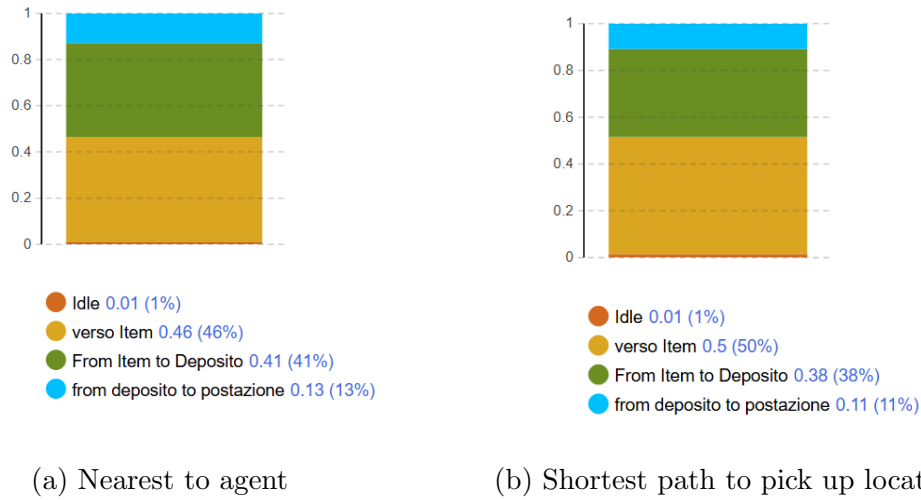 1
0.8
0.6
0.4
0.2
0
Idle 0.01 (1%)
verso Item 0.46 (46%)
From Item to Deposito 0.41 (41%)
from deposito to postazione 0.13 (13%)
(a) Nearest to agent
1
0.8
0.6
0.4
0.2
0
Idle 0.01 (1%)
verso Item 0.5 (50%)
From Item to Deposito 0.38 (38%)
from deposito to postazione 0.11 (11%)
(b) Shortest path to pick up locat